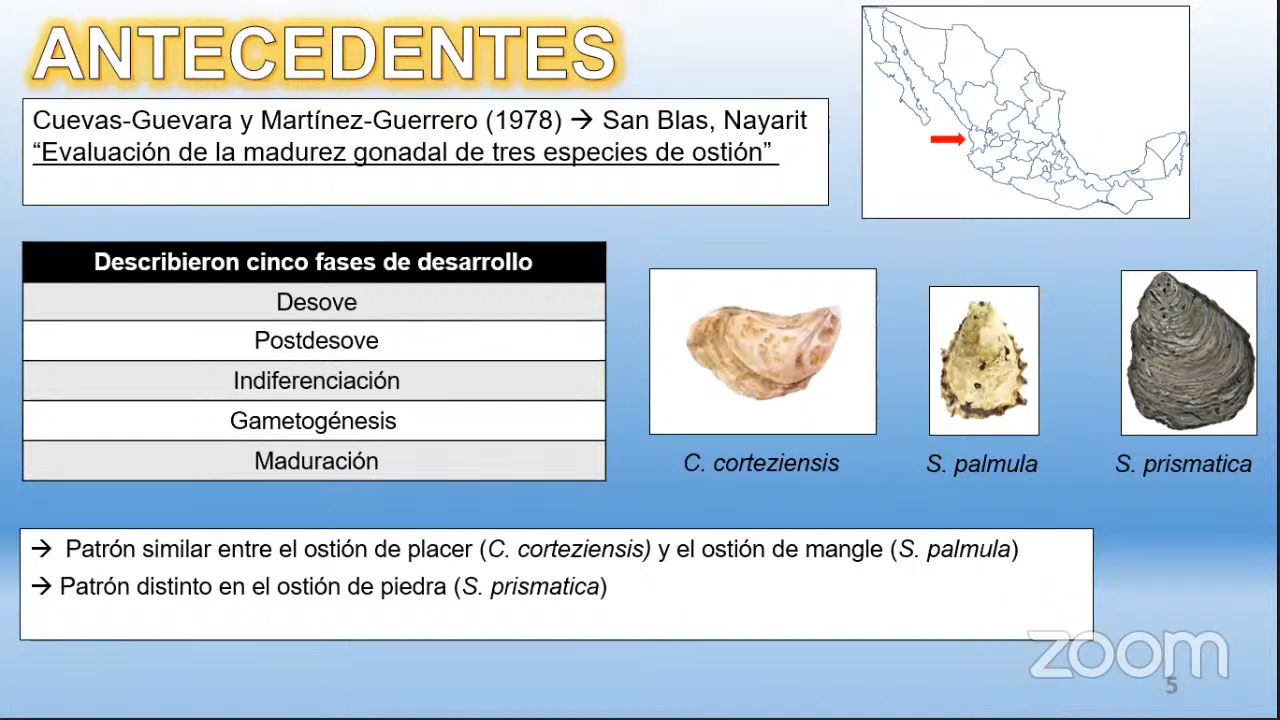 ANTECEDENTES
Cuevas-Guevara y Martínez-Guerrero (1978) → San Blas, Nayarit
“Evaluación de la madurez gonadal de tres especies de ostión”
Describieron cinco fases de desarrollo
Desove
Postdesove
Indiferenciación
Gametogénesis
Maduración
C. corteziensis
S. palmula
S. prismatica
→ Patrón similar entre el ostión de placer (C. corteziensis) y el ostión de mangle (S. palmula)
→ Patrón distinto en el ostión de piedra (S. prismatica)
zoom
5